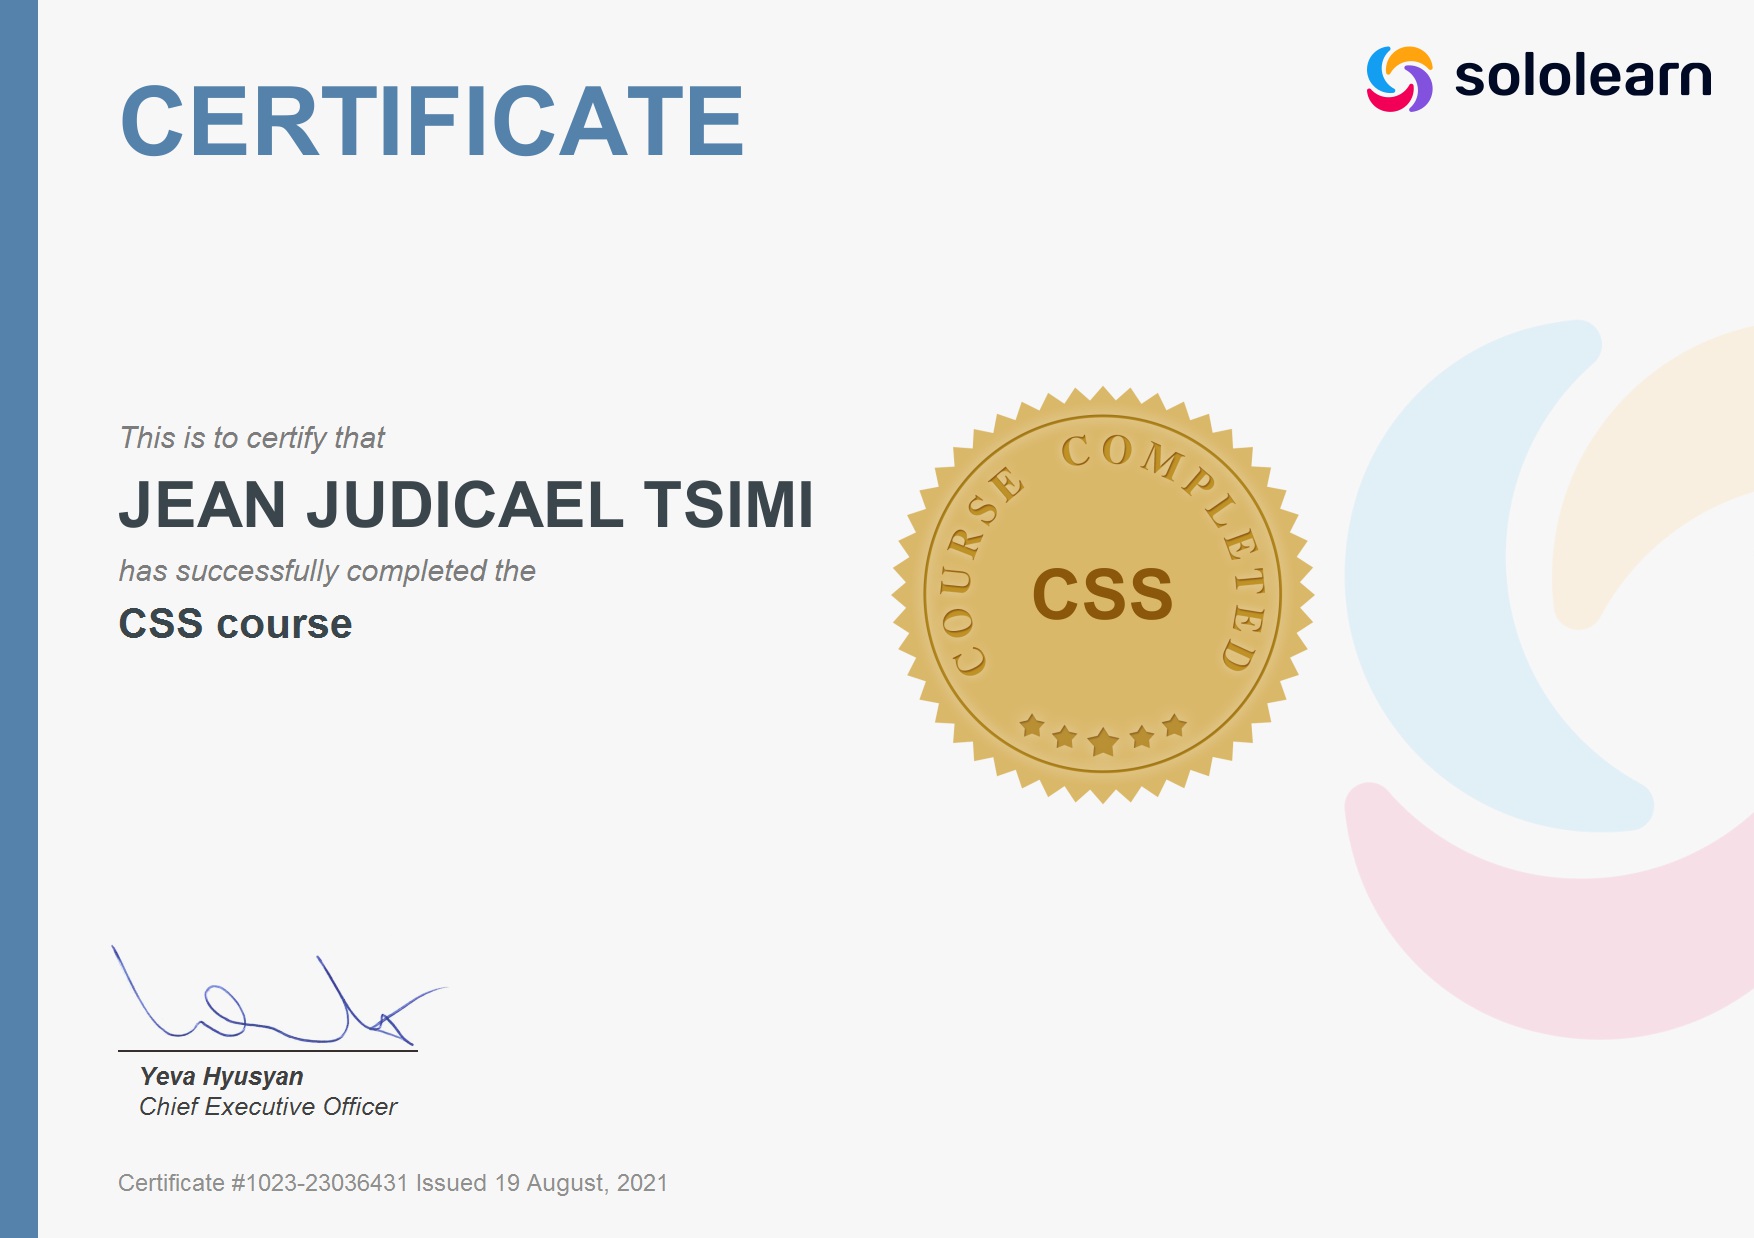 CERTIFICATE
sololearn
This is to certify that
JEAN JUDICAEL TSIMI
has successfully completed the
CSS course
COURSE COMPLETED
CSS
Yeva Hyusyan
Chief Executive Officer
Certificate #1023-23036431 Issued 19 August, 2021